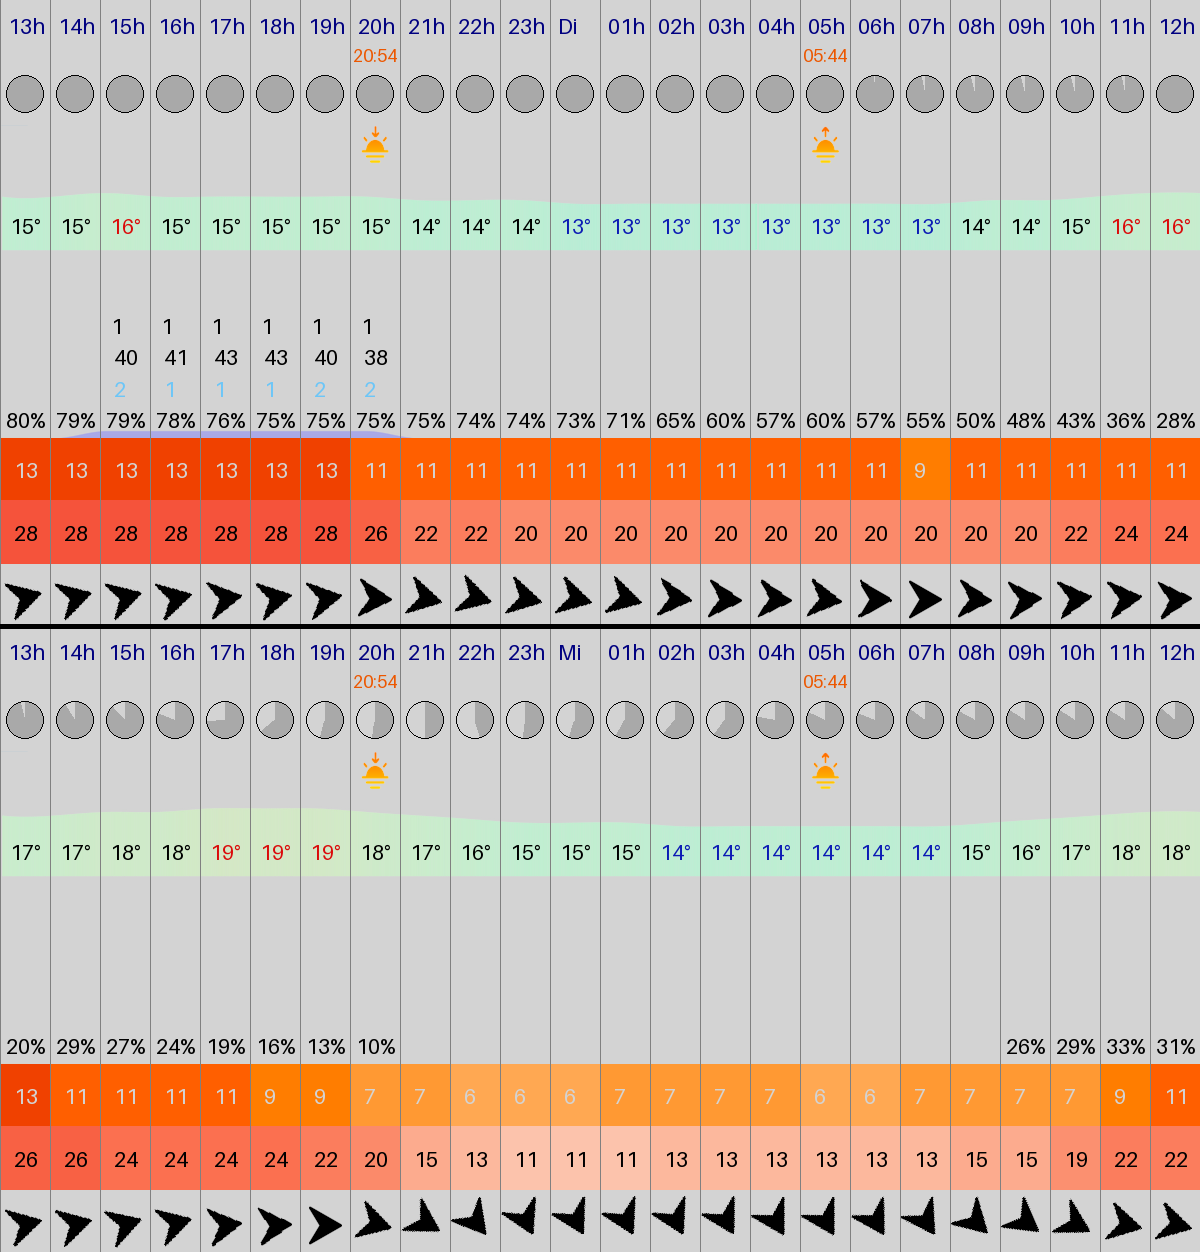 13h 14h 15h 16h 17h 18h 19h 20h 21h 22h 23h Di 01h 02h 03h 04h 05h 06h 07h 08h 09h 10h 11h 12h
20:54 05:44
15° 15° 16° 15° 15° 15° 15° 15° 14° 14° 14° 13° 13° 13° 13° 13° 13° 13° 13° 14° 14° 15° 16° 16°
1 1 1 1 1 1
40 41 43 43 40 38
2 1 1 1 2 2
80% 79% 79% 78% 76% 75% 75% 75% 75% 74% 74% 73% 71% 65% 60% 57% 60% 57% 55% 50% 48% 43% 36% 28%
13 13 13 13 13 13 13 11 11 11 11 11 11 11 11 11 11 11 9 11 11 11 11 11
28 28 28 28 28 28 28 26 22 22 20 20 20 20 20 20 20 20 20 20 20 22 24 24
13h 14h 15h 16h 17h 18h 19h 20h 21h 22h 23h Mi 01h 02h 03h 04h 05h 06h 07h 08h 09h 10h 11h 12h
20:54 05:44
17° 17° 18° 18° 19° 19° 19° 18° 17° 16° 15° 15° 15° 14° 14° 14° 14° 14° 14° 15° 16° 17° 18° 18°
20% 29% 27% 24% 19% 16% 13% 10% 26% 29% 33% 31%
13 11 11 11 11 9 9 7 7 6 6 6 7 7 7 7 6 6 7 7 7 7 9 11
26 26 24 24 24 24 22 20 15 13 11 11 11 13 13 13 13 13 13 15 15 19 22 22